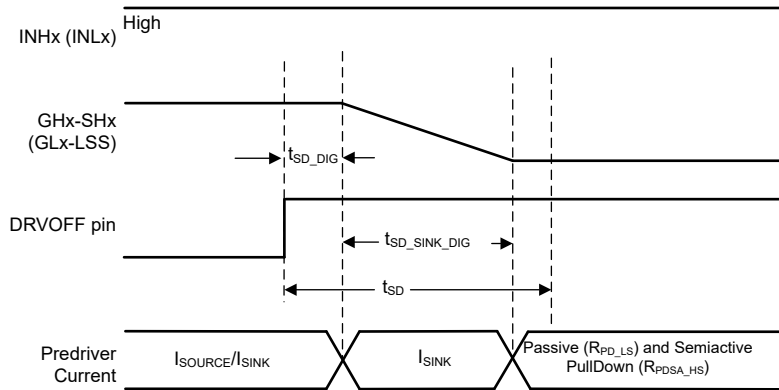 High
INHx (INLx)
GHx-SHx
(GLx-LSS)
tSD_DIG
DRVOFF pin
tSD_SINK_DIG
tSD
Predriver
Current
ISOURCE/ISINK
ISINK
Passive (RPD_LS) and Semiactive
PullDown (RPDSA_HS)